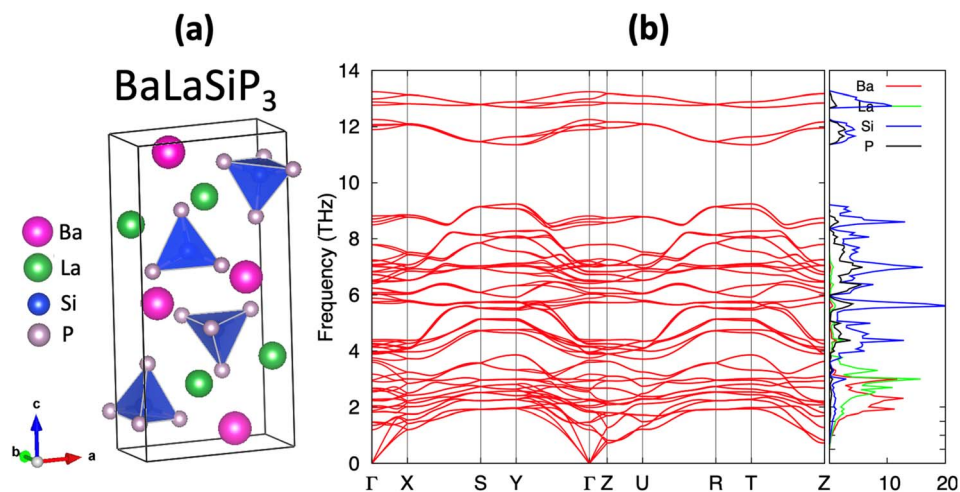 (a)
BaLaSiP3
Ba
La
Si
P
c
b
a
(b)
Frequency (THz)
14
12
10
8
6
4
2
0
Γ X S Y Γ Z U R T Z
Ba
La
Si
P
10 20